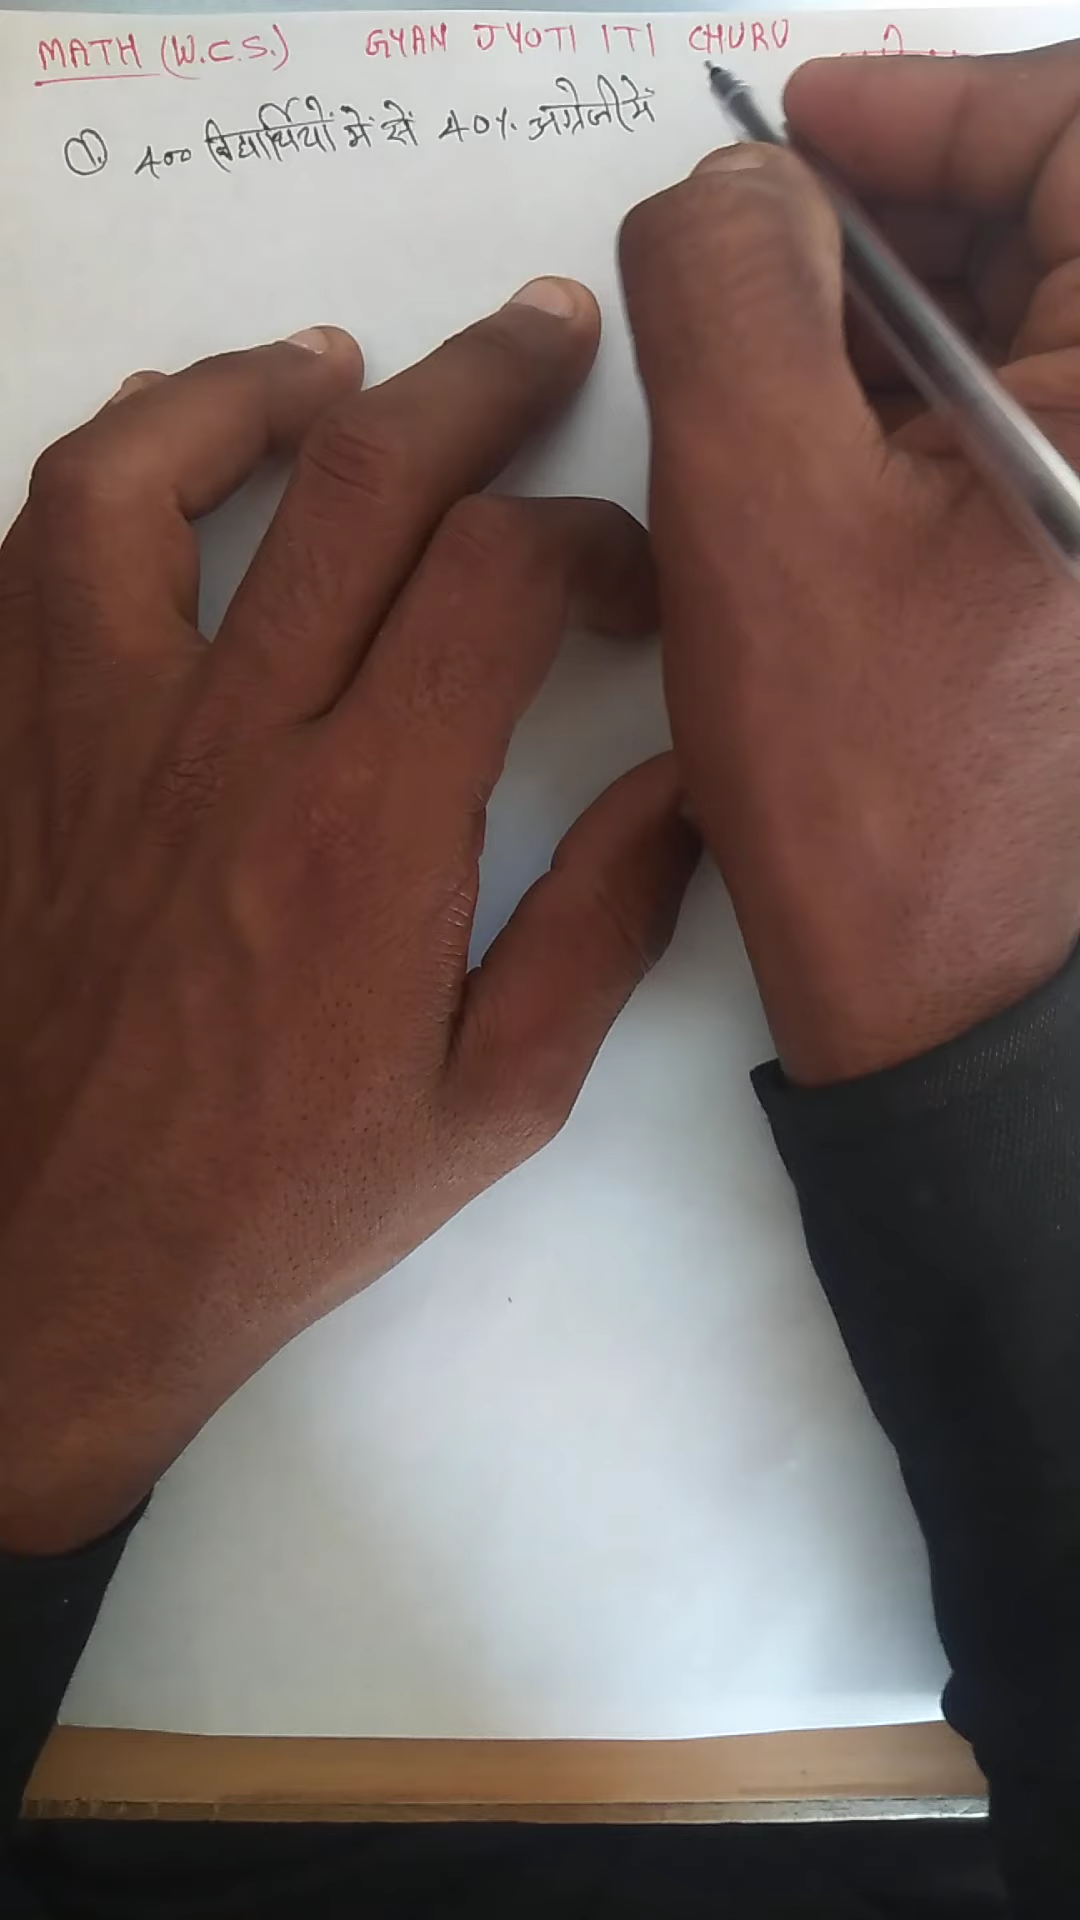 MATH (W.C.S.) GYAN JYOTI ITI CHURU
①. 400 विद्यार्थियों में से 40% अंग्रेजी में